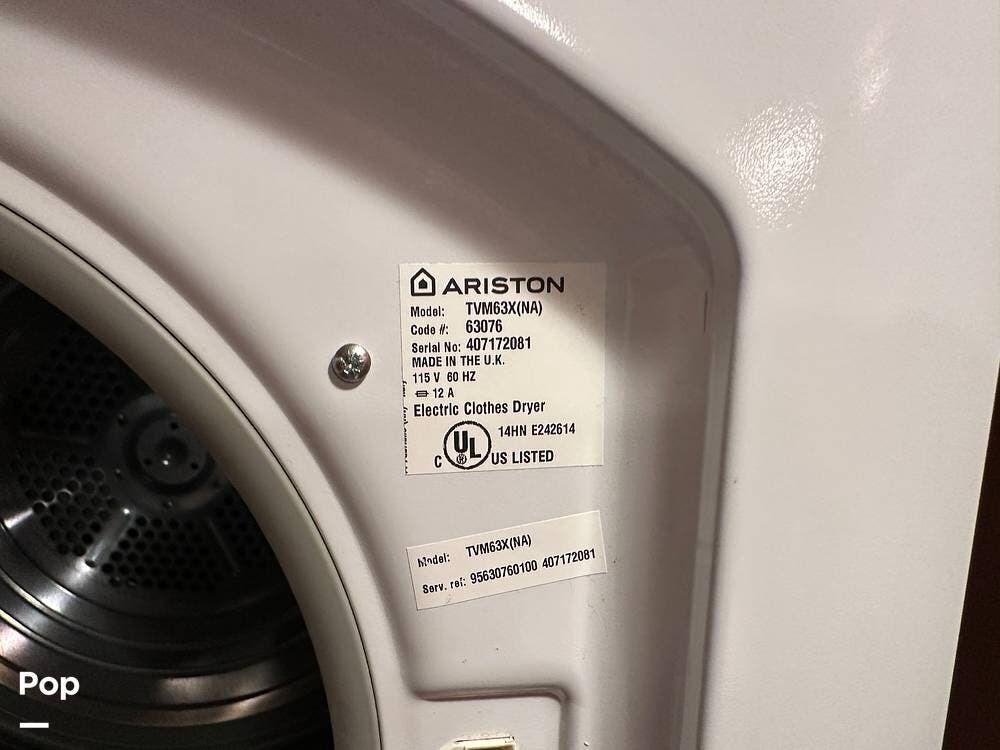 ARISTON
Model: TVM63X(NA)
Code #: 63076
Serial No: 407172081
MADE IN THE U.K.
115 V 60 HZ
12 A
Electric Clothes Dryer
14HN E242614
C UL US LISTED
Model: TVM63X(NA)
Serv. ref: 95630760100 407172081
Pop